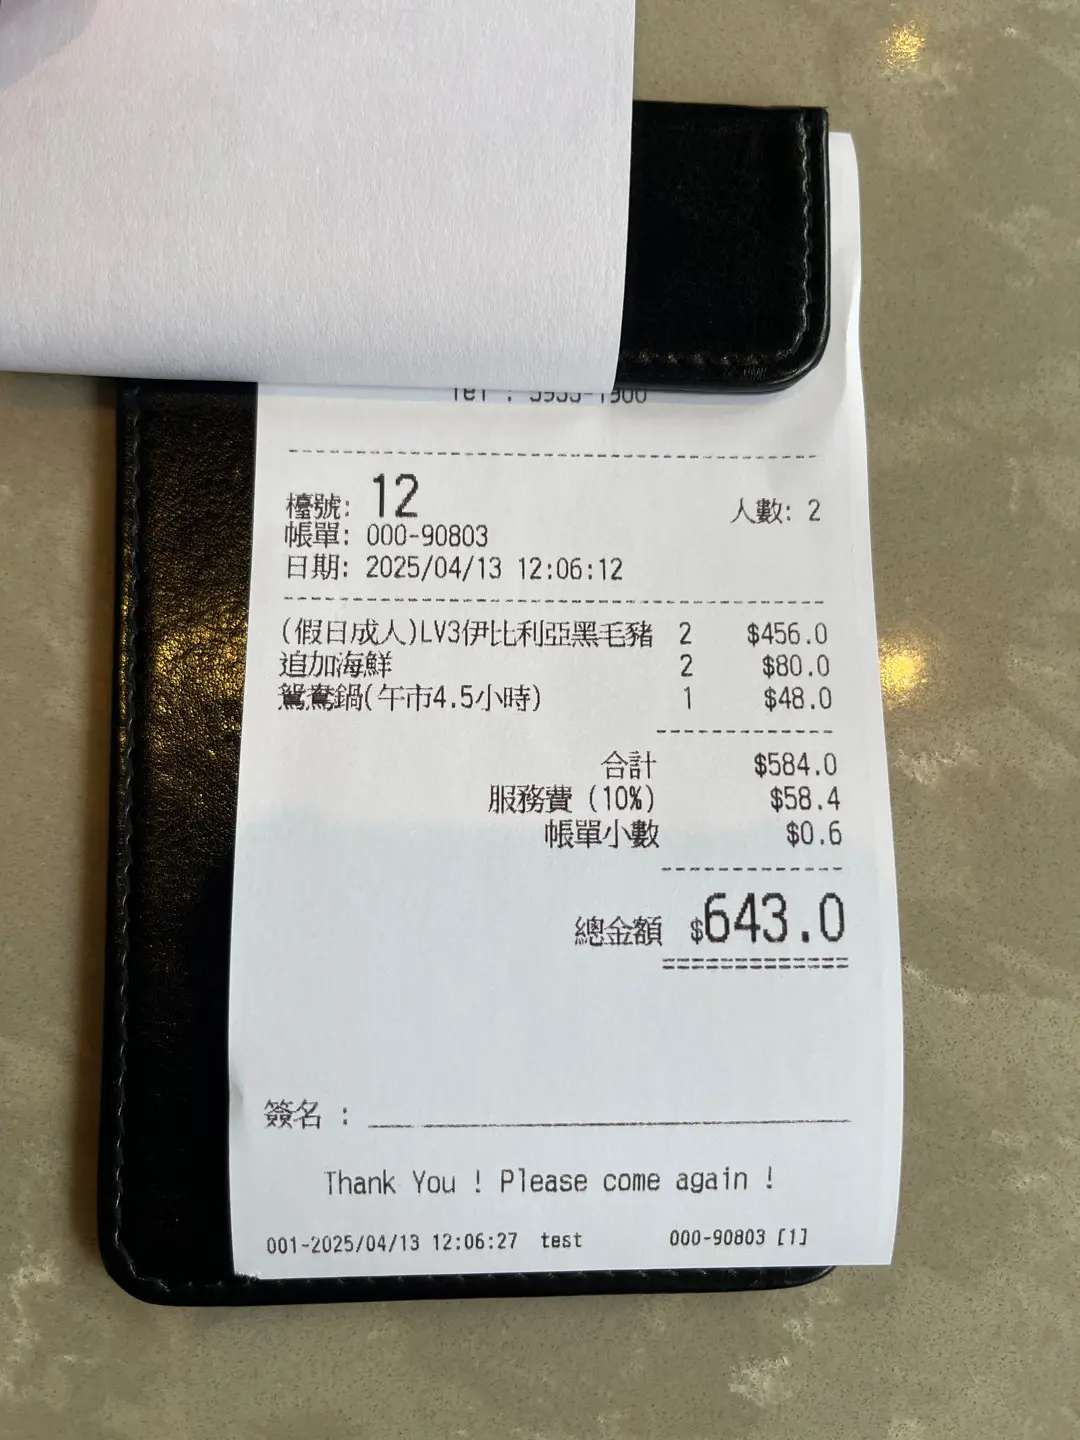 檯號: 12 人數: 2
帳單: 000-90803
日期: 2025/04/13 12:06:12
(假日成人)LV3伊比利亞黑毛豬 2 $456.0
追加海鮮 2 $80.0
鴛鴦鍋(午市4.5小時) 1 $48.0
合計 $584.0
服務費 (10%) $58.4
帳單小數 $0.6
總金額 $643.0
簽名 :
Thank You ! Please come again !
001-2025/04/13 12:06:27 test 000-90803 [1]